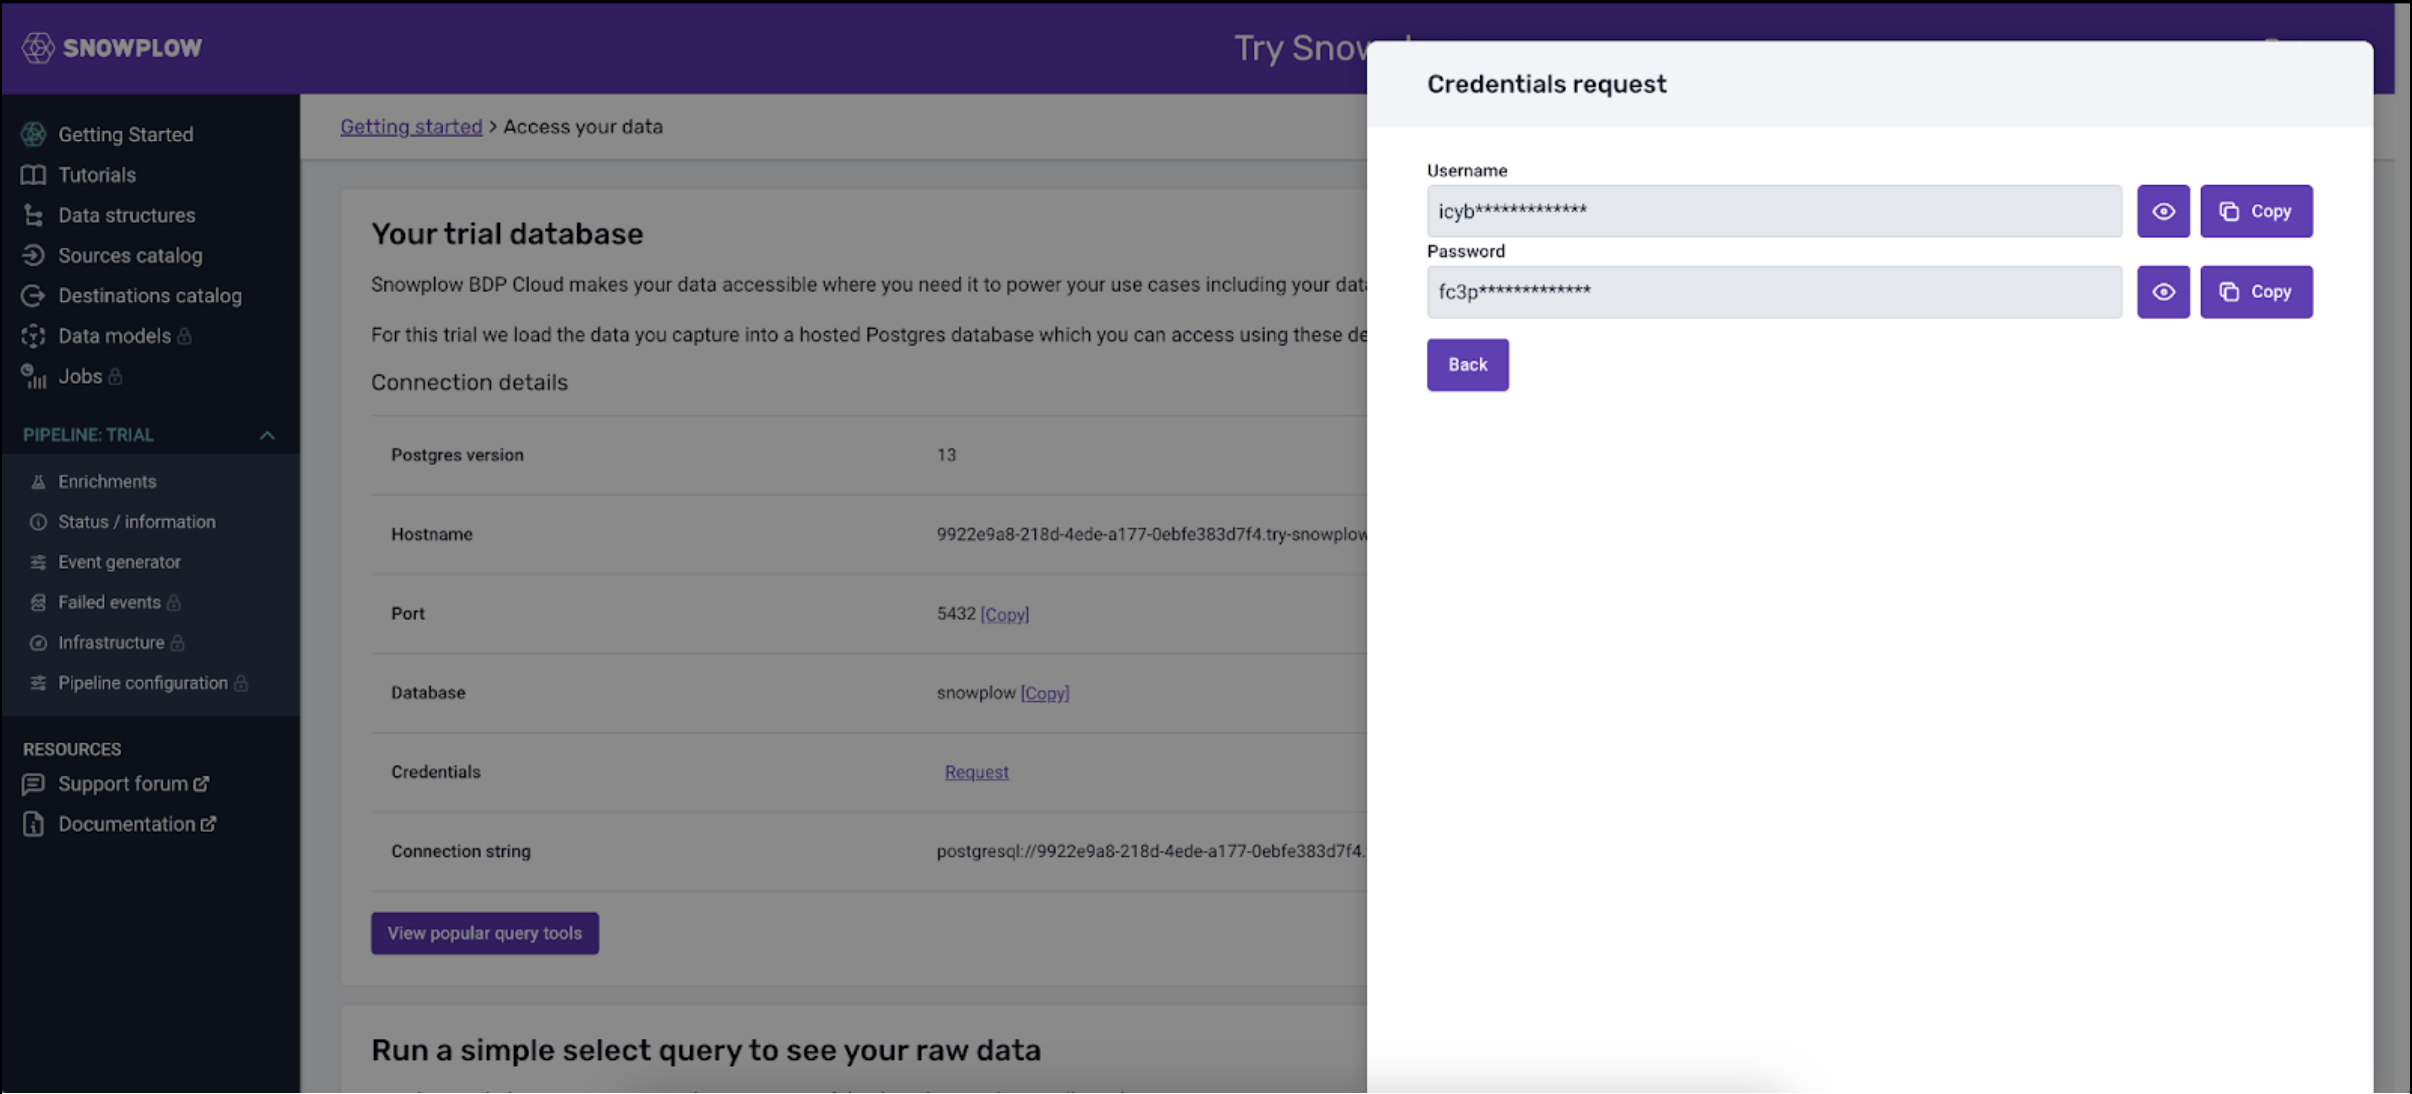 SNOWPLOW
Try Snow
Getting Started
Tutorials
Data structures
Sources catalog
Destinations catalog
Data models
Jobs
PIPELINE: TRIAL
Enrichments
Status / information
Event generator
Failed events
Infrastructure
Pipeline configuration
RESOURCES
Support forum
Documentation
Getting started > Access your data
Your trial database
Snowplow BDP Cloud makes your data accessible where you need it to power your use cases including your dat
For this trial we load the data you capture into a hosted Postgres database which you can access using these de
Connection details
Postgres version 13
Hostname 9922e9a8-218d-4ede-a177-0ebfe383d7f4.try-snowplow
Port 5432 [Copy]
Database snowplow [Copy]
Credentials Request
Connection string postgresql://9922e9a8-218d-4ede-a177-0ebfe383d7f4.
View popular query tools
Run a simple select query to see your raw data
Credentials request
Username
icyb************* Copy
Password
fc3p************* Copy
Back